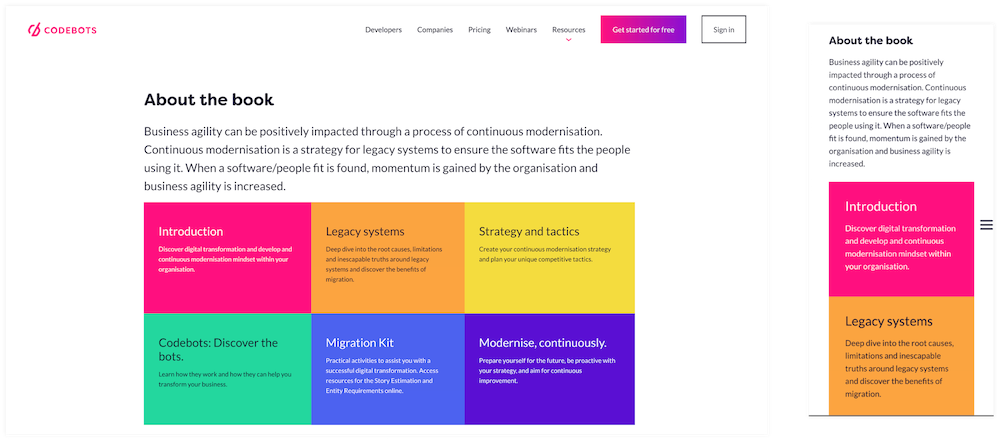 CODEBOTS
Developers Companies Pricing Webinars Resources Get started for free Sign in
About the book
Business agility can be positively impacted through a process of continuous modernisation.
Continuous modernisation is a strategy for legacy systems to ensure the software fits the people
using it. When a software/people fit is found, momentum is gained by the organisation and
business agility is increased.
Introduction
Discover digital transformation and develop and
continuous modernisation mindset within your
organisation.
Legacy systems
Deep dive into the root causes, limitations
and inescapable truths around legacy
systems and discover the benefits of
migration.
Strategy and tactics
Create your continuous modernisation strategy
and plan your unique competitive tactics.
Codebots: Discover the
bots.
Learn how they work and how they can help you
transform your business.
Migration Kit
Practical activities to assist you with a
successful digital transformation. Access
resources for the Story Estimation and
Entity Requirements online.
Modernise, continuously.
Prepare yourself for the future, be proactive with
your strategy, and aim for continuous
improvement.
About the book
Business agility can be positively
impacted through a process of
continuous modernisation. Continuous
modernisation is a strategy for legacy
systems to ensure the software fits the
people using it. When a software/people
fit is found, momentum is gained by the
organisation and business agility is
increased.
Introduction
Discover digital transformation
and develop and continuous
modernisation mindset within
your organisation.
Legacy systems
Deep dive into the root causes,
limitations and inescapable
truths around legacy systems
and discover the benefits of
migration.